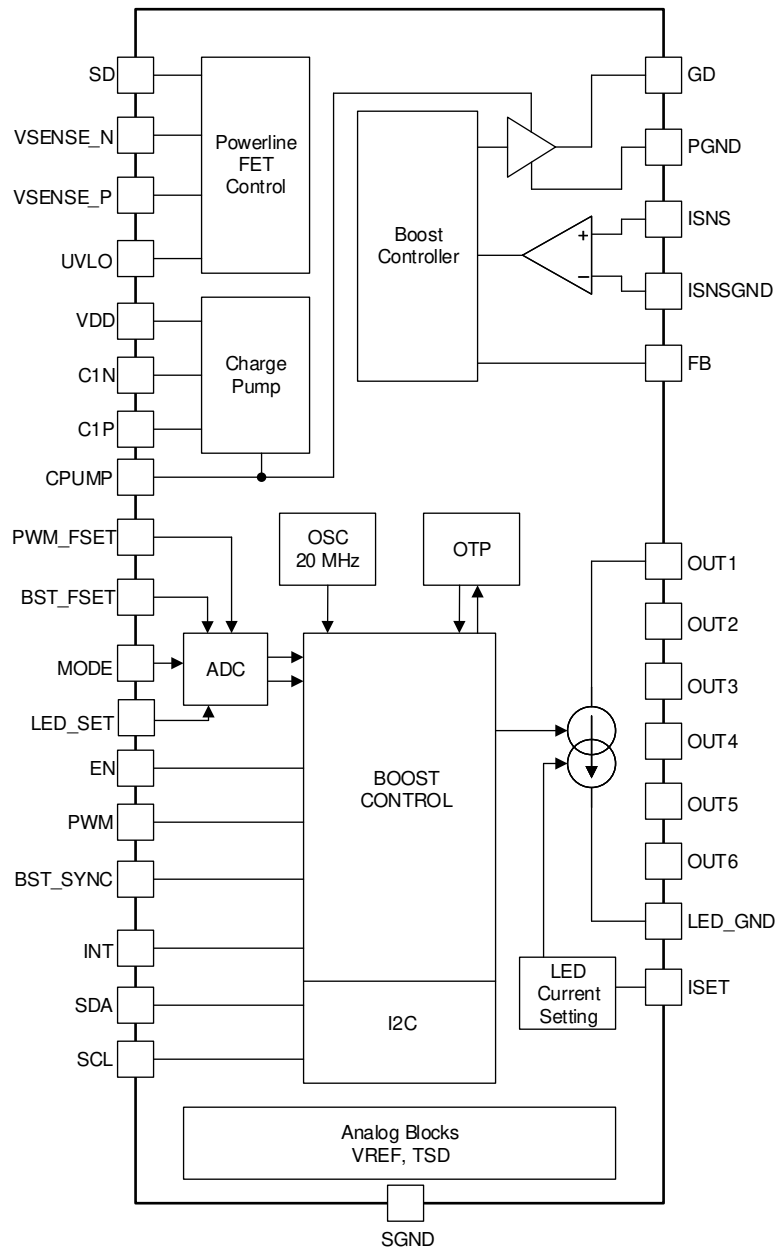 SD
VSENSE_N
VSENSE_P
UVLO
VDD
C1N
C1P
CPUMP
PWM_FSET
BST_FSET
MODE
LED_SET
EN
PWM
BST_SYNC
INT
SDA
SCL
Powerline
FET
Control
Charge
Pump
Boost
Controller
+
−
OSC
20 MHz
OTP
ADC
BOOST
CONTROL
I2C
LED
Current
Setting
Analog Blocks
VREF, TSD
GD
PGND
ISNS
ISNSGND
FB
OUT1
OUT2
OUT3
OUT4
OUT5
OUT6
LED_GND
ISET
SGND